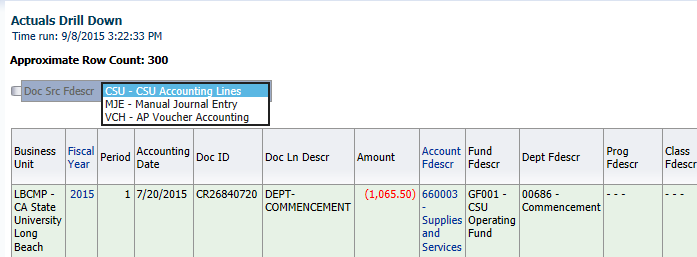 Actuals Drill Down
Time run: 9/8/2015 3:22:33 PM
Approximate Row Count: 300
Doc Src Fdescr
CSU - CSU Accounting Lines
MJE - Manual Journal Entry
VCH - AP Voucher Accounting
Business
Unit
Fiscal
Year
Period
Accounting
Date
Doc ID
Doc Ln Descr
Amount
Account
Fdescr
Fund
Fdescr
Dept Fdescr
Prog
Fdescr
Class
Fdescr
LBCMP -
CA State
University
Long
Beach
2015
1
7/20/2015
CR26840720
DEPT-
COMMENCEMENT
(1,065.50)
660003
-
Supplies
and
Services
GF001 -
CSU
Operating
Fund
00686 -
Commencement
- - -
- - -